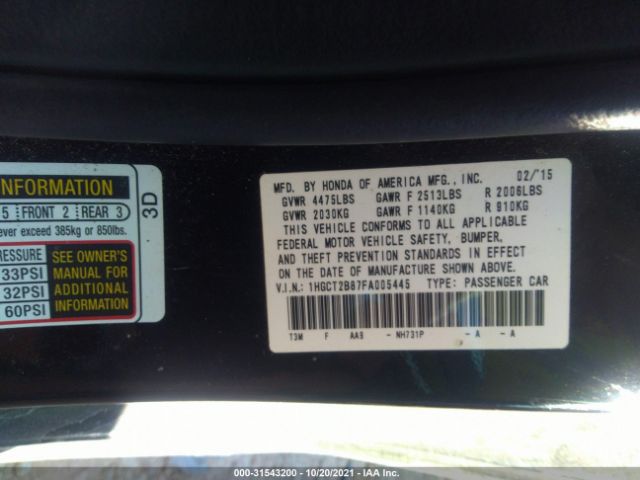 INFORMATION
5 FRONT 2 REAR 3
ever exceed 385kg or 850lbs.
PRESSURE
33PSI
32PSI
60PSI
SEE OWNER'S
MANUAL FOR
ADDITIONAL
INFORMATION
3D
MFD. BY HONDA OF AMERICA MFG., INC. 02/'15
GVWR 4475LBS GAWR F 2513LBS R 2006LBS
GVWR 2030KG GAWR F 1140KG R 910KG
THIS VEHICLE CONFORMS TO ALL APPLICABLE
FEDERAL MOTOR VEHICLE SAFETY, BUMPER,
AND THEFT PREVENTION STANDARDS IN EFFECT
ON THE DATE OF MANUFACTURE SHOWN ABOVE.
V.I.N.: 1HGCT2B87FA005445 TYPE: PASSENGER CAR
T3M F AA9 - NH731P - A - A
000-31543200 - 10/20/2021 - IAA Inc.